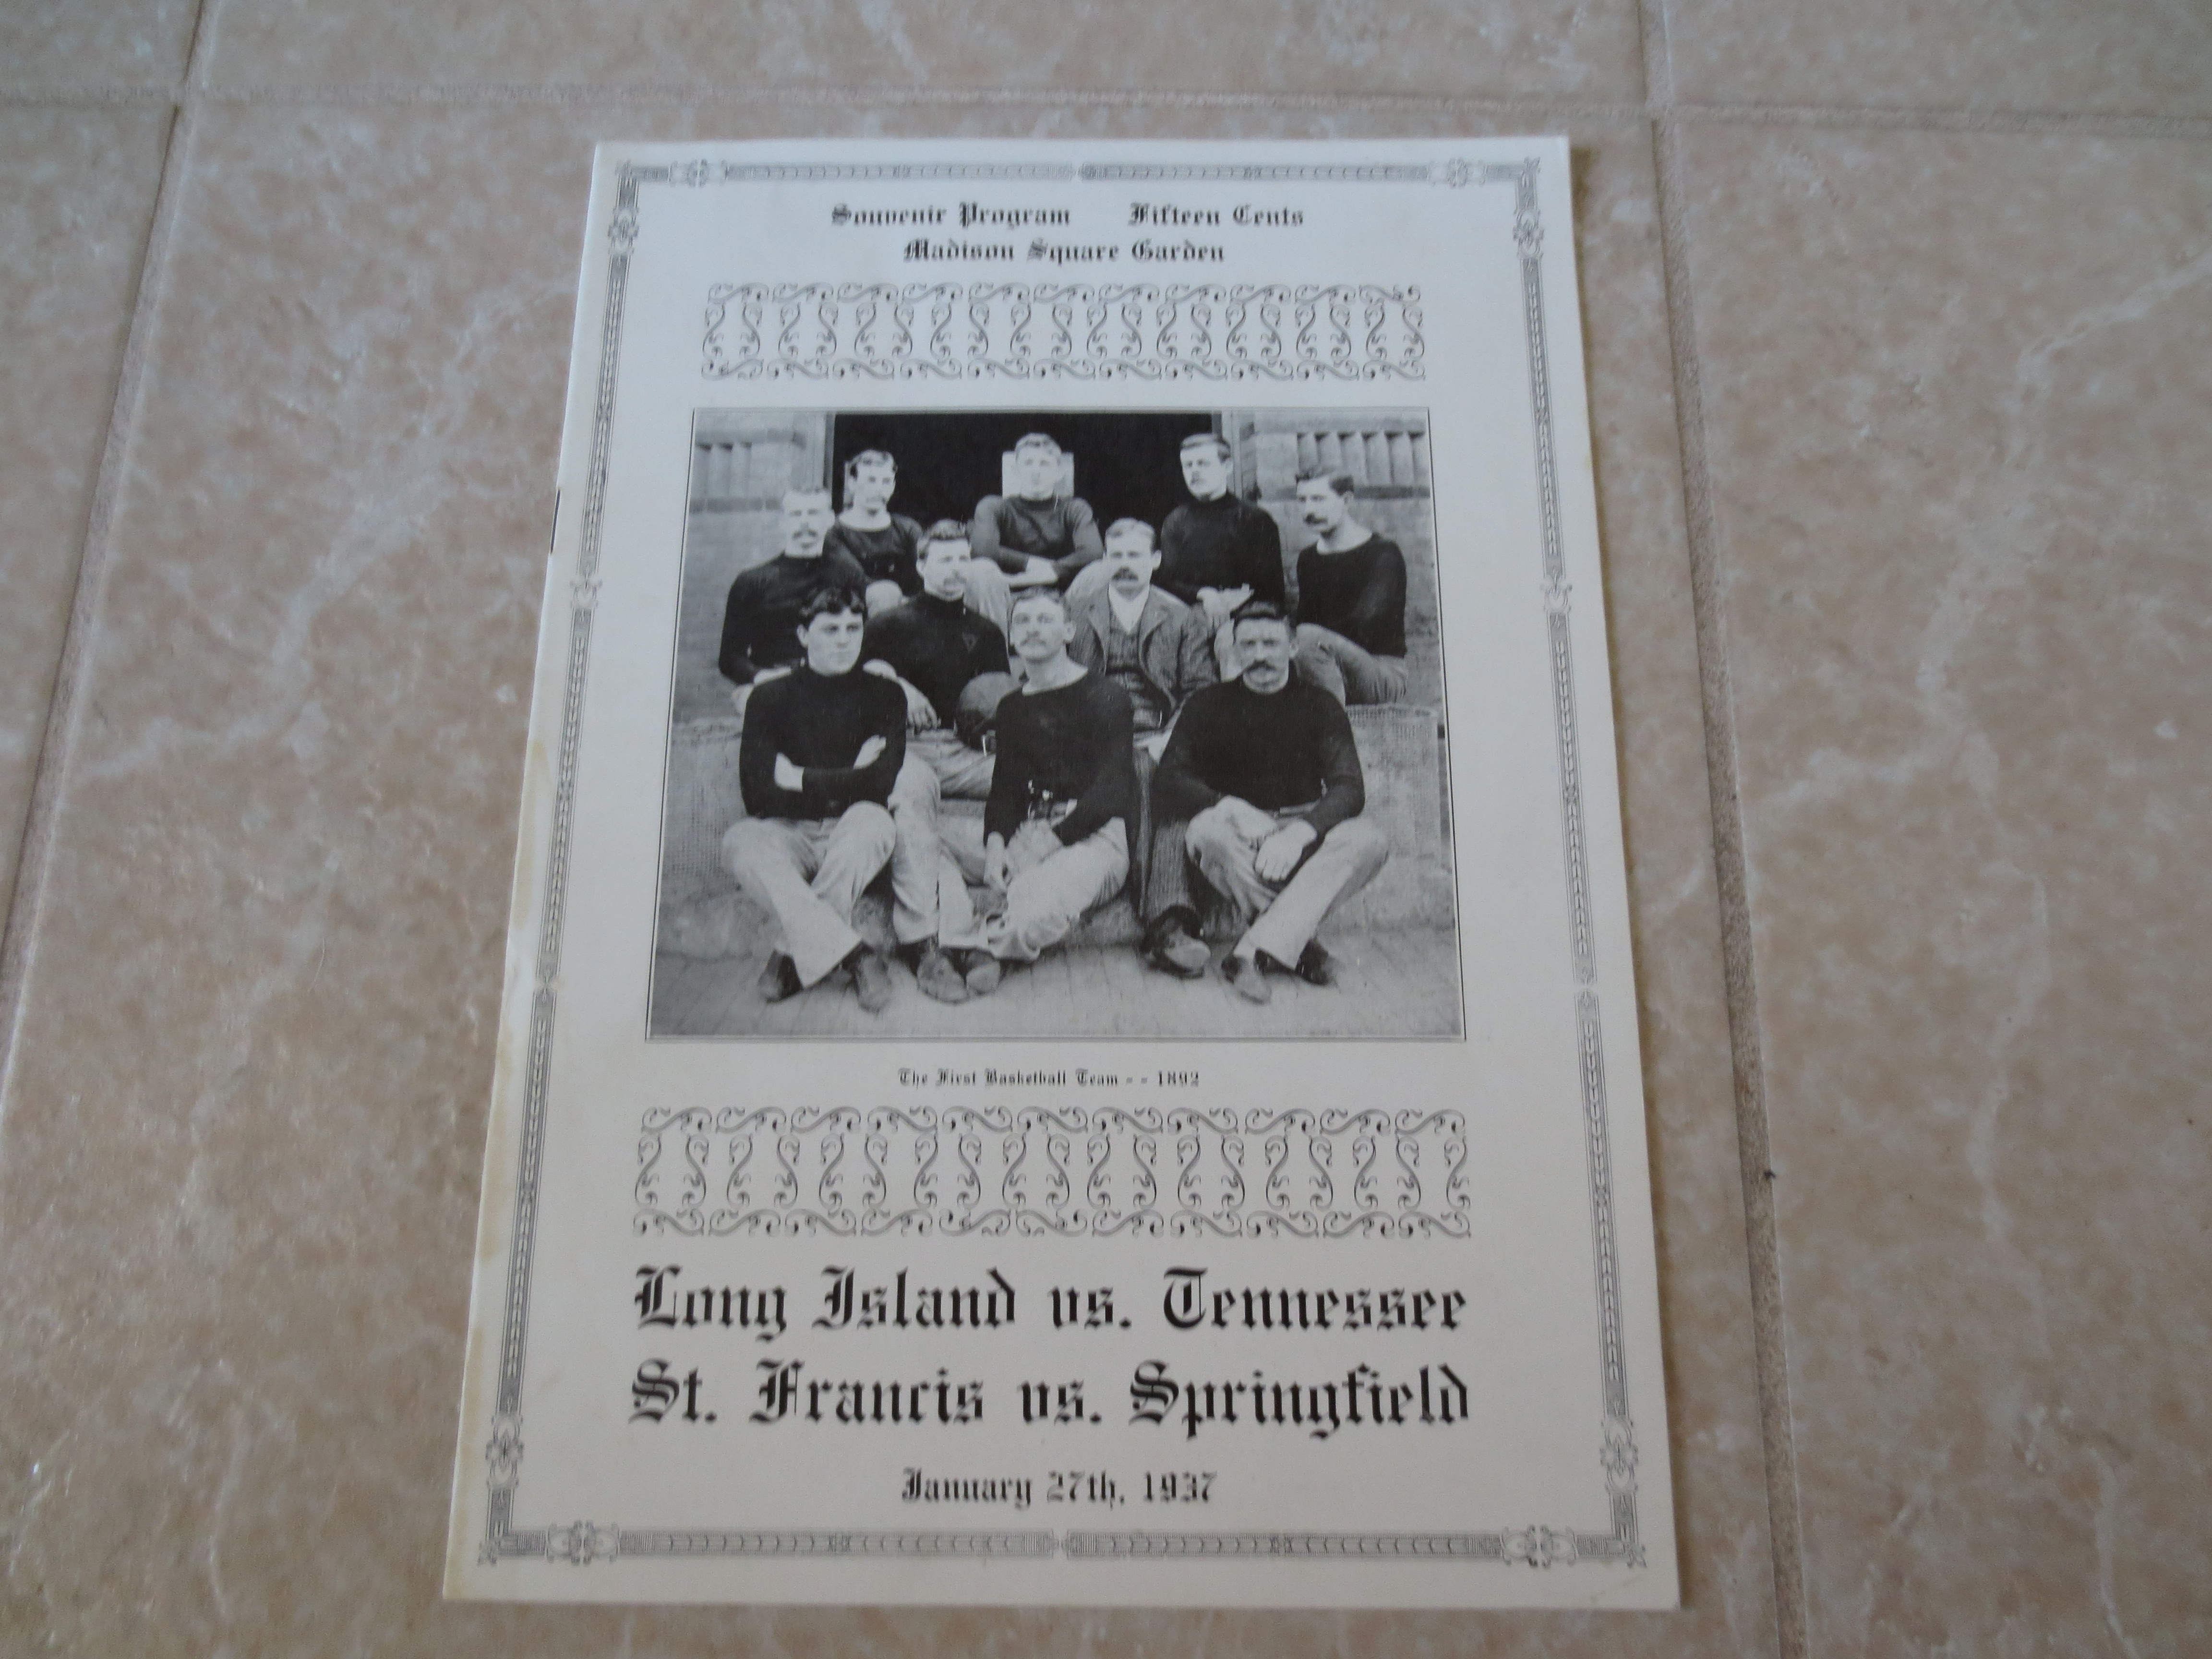 Souvenir Program Fifteen Cents
Madison Square Garden
The First Basketball Team - - 1892
Long Island vs. Tennessee
St. Francis vs. Springfield
January 27th, 1937